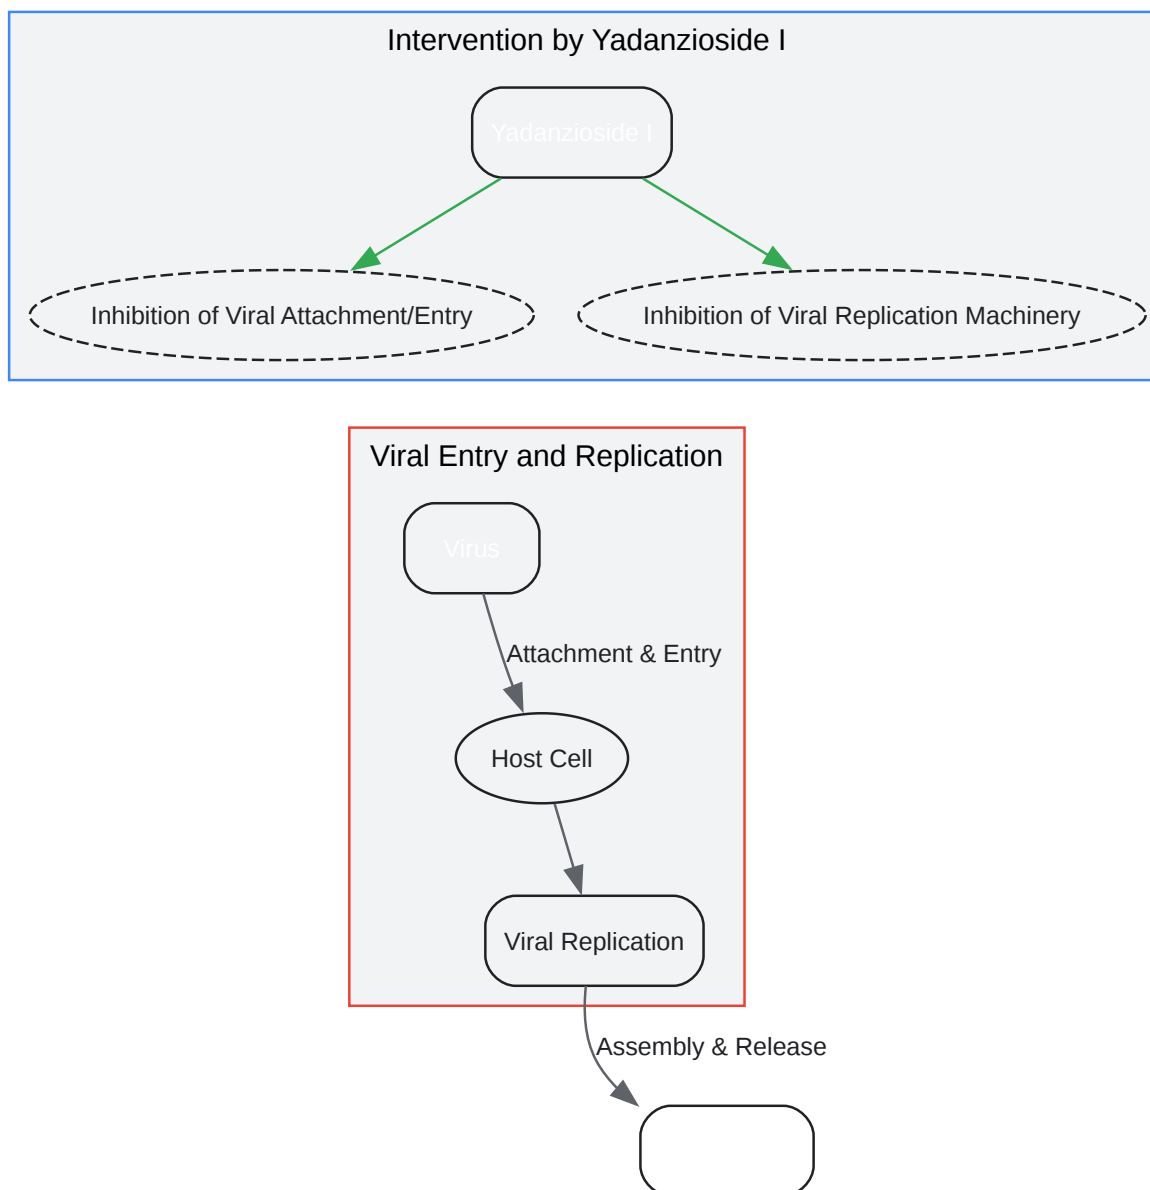 Intervention by Yadanzioside I
Yadanzioside I
Inhibition of Viral Attachment/Entry
Inhibition of Viral Replication Machinery
Viral Entry and Replication
Virus
Attachment & Entry
Host Cell
Viral Replication
Assembly & Release